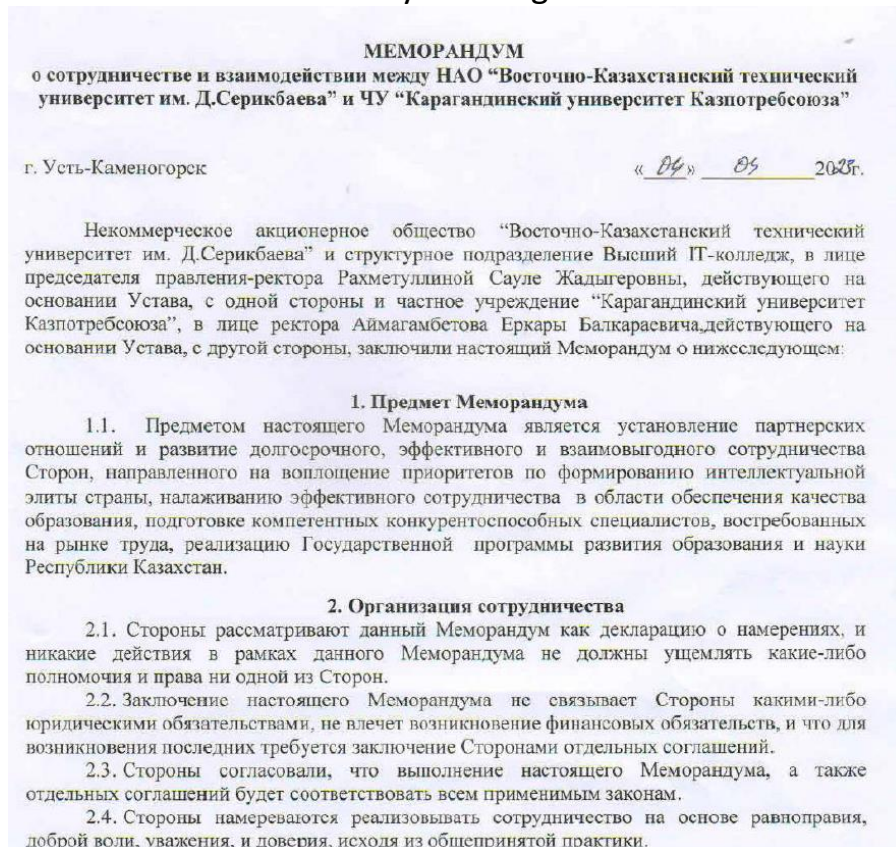 МЕМОРАНДУМ
о сотрудничестве и взаимодействии между НАО “Восточно-Казахстанский технический
университет им. Д.Серикбаева” и ЧУ “Карагандинский университет Казпотребсоюза”
г. Усть-Каменогорск « 04 » 05 2023г.
Некоммерческое акционерное общество “Восточно-Казахстанский технический
университет им. Д.Серикбаева” и структурное подразделение Высший IT-колледж, в лице
председателя правления-ректора Рахметуллиной Сауле Жадыгеровны, действующего на
основании Устава, с одной стороны и частное учреждение “Карагандинский университет
Казпотребсоюза”, в лице ректора Аймагамбетова Еркары Балкараевича,действующего на
основании Устава, с другой стороны, заключили настоящий Меморандум о нижеследующем:
1. Предмет Меморандума
1.1. Предметом настоящего Меморандума является установление партнерских
отношений и развитие долгосрочного, эффективного и взаимовыгодного сотрудничества
Сторон, направленного на воплощение приоритетов по формированию интеллектуальной
элиты страны, налаживанию эффективного сотрудничества в области обеспечения качества
образования, подготовке компетентных конкурентоспособных специалистов, востребованных
на рынке труда, реализацию Государственной программы развития образования и науки
Республики Казахстан.
2. Организация сотрудничества
2.1. Стороны рассматривают данный Меморандум как декларацию о намерениях, и
никакие действия в рамках данного Меморандума не должны ущемлять какие-либо
полномочия и права ни одной из Сторон.
2.2. Заключение настоящего Меморандума не связывает Стороны какими-либо
юридическими обязательствами, не влечет возникновение финансовых обязательств, и что для
возникновения последних требуется заключение Сторонами отдельных соглашений.
2.3. Стороны согласовали, что выполнение настоящего Меморандума, а также
отдельных соглашений будет соответствовать всем применимым законам.
2.4. Стороны намереваются реализовывать сотрудничество на основе равноправия,
доброй воли, уважения, и доверия, исходя из общепринятой практики.